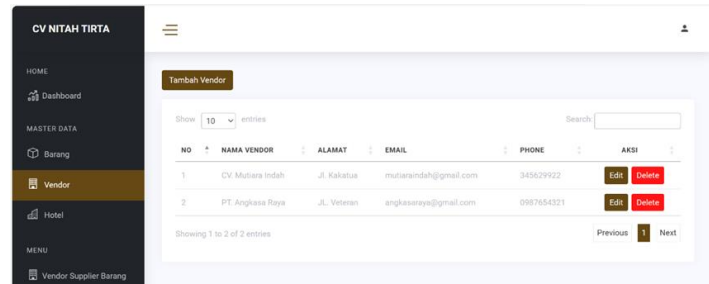 CV NITAH TIRTA
HOME
Dashboard
MASTER DATA
Barang
Vendor
Hotel
MENU
Vendor Supplier Barang
Tambah Vendor
Show 10 entries Search:
NO NAMA VENDOR ALAMAT EMAIL PHONE AKSI
1 CV. Mutiara Indah Jl. Kakatua mutiaraindah@gmail.com 345629922 Edit Delete
2 PT. Angkasa Raya JL. Veteran angkasaraya@gmail.com 0987654321 Edit Delete
Showing 1 to 2 of 2 entries Previous 1 Next